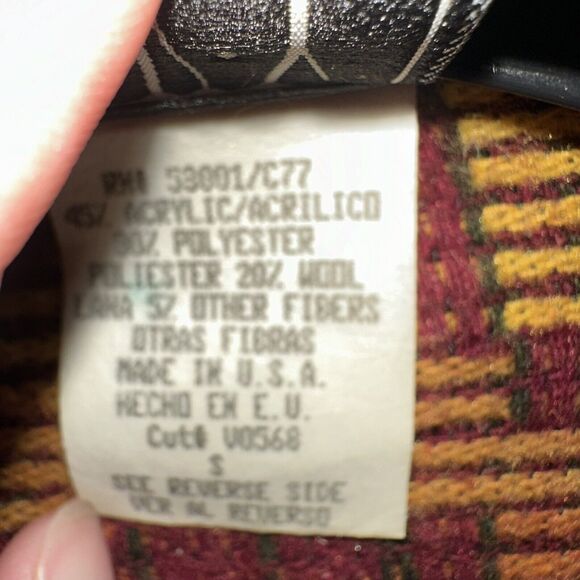 RN# 53001/C77
45% ACRYLIC/ACRILICO
30% POLYESTER
POLIESTER 20% WOOL
LANA 5% OTHER FIBERS
OTRAS FIBRAS
MADE IN U.S.A.
HECHO EN E.U.
Cut# V0568
S
SEE REVERSE SIDE
VER AL REVERSO